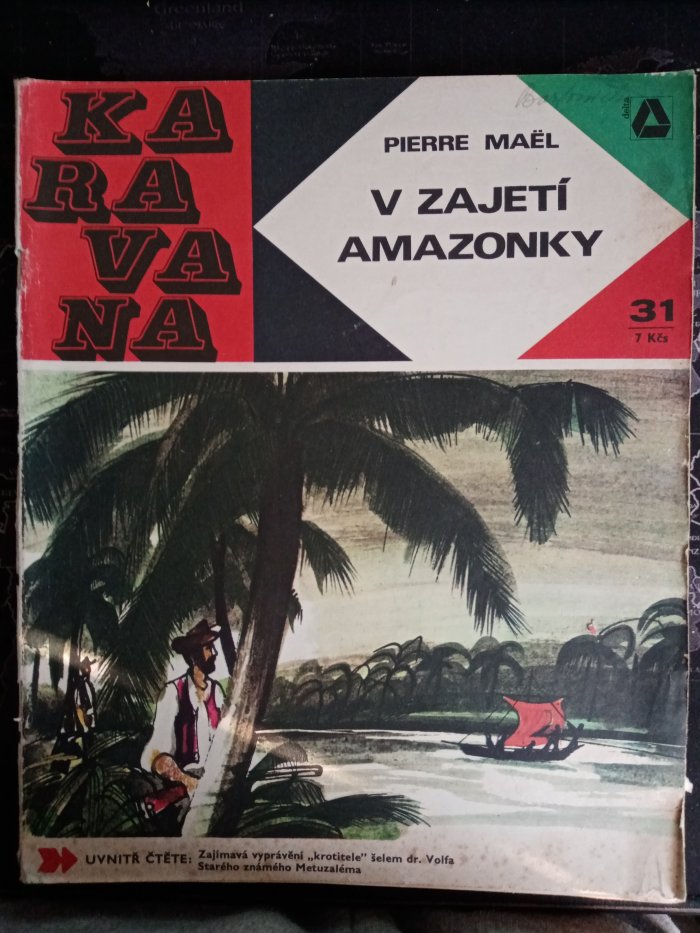 KA
RA
VA
NA
PIERRE MAËL
V ZAJETÍ
AMAZONKY
delta
31
7 Kčs
UVNITŘ ČTĚTE: Zajímavá vyprávění „krotitele" šelem dr. Volfa
Starého známého Metuzaléma